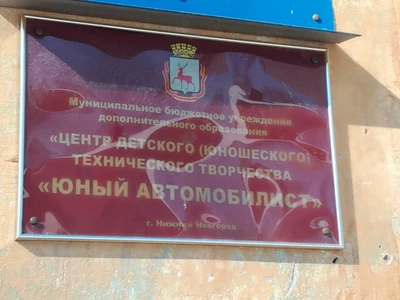 Муниципальное бюджетное учреждение
дополнительного образования
«ЦЕНТР ДЕТСКОГО (ЮНОШЕСКОГО)
ТЕХНИЧЕСКОГО ТВОРЧЕСТВА
«ЮНЫЙ АВТОМОБИЛИСТ»
г. Нижний Новгород